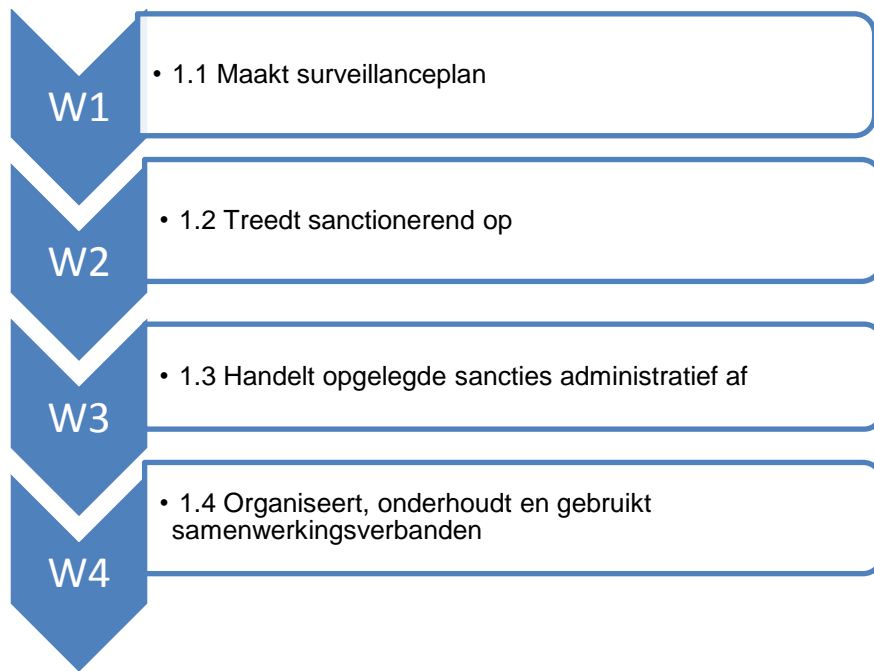 W1
• 1.1 Maakt surveillanceplan
W2
• 1.2 Treedt sanctionerend op
W3
• 1.3 Handelt opgelegde sancties administratief af
W4
• 1.4 Organiseert, onderhoudt en gebruikt
samenwerkingsverbanden